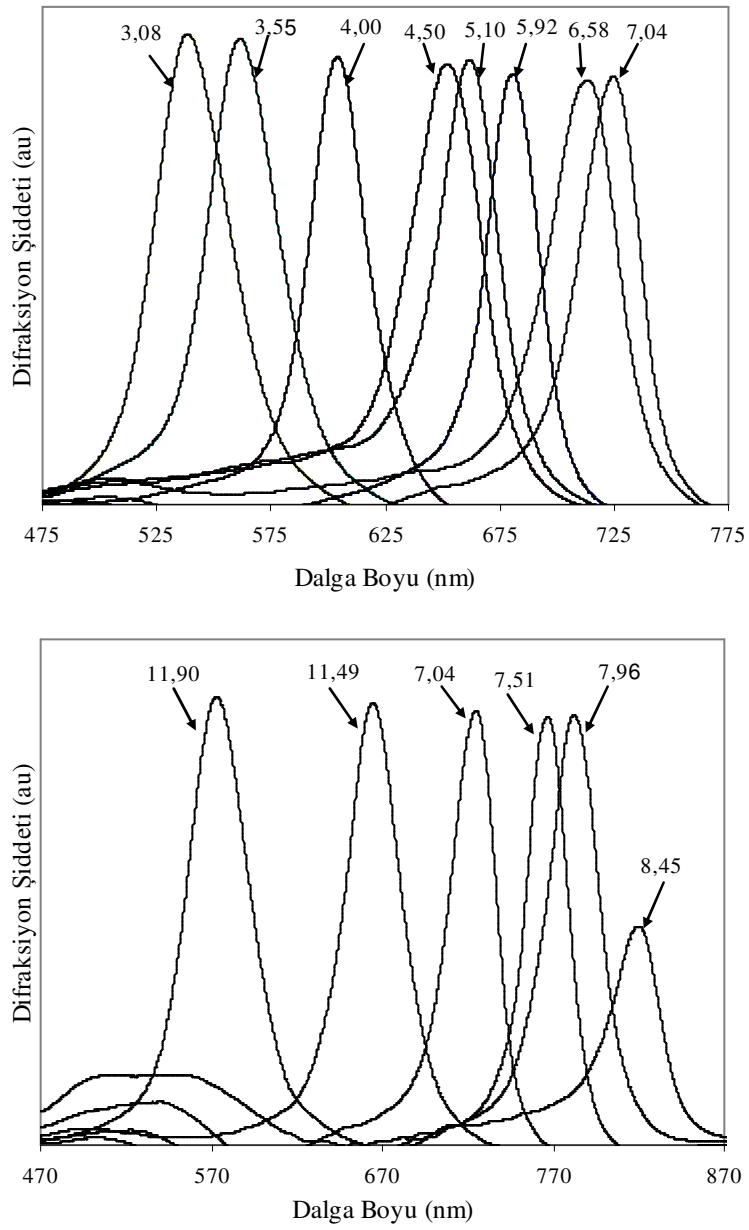 3,08 3,55 4,00 4,50 5,10 5,92 6,58 7,04
Difraksiyon Şiddeti (au)
475 525 575 625 675 725 775
Dalga Boyu (nm)
11,90 11,49 7,04 7,51 7,96
8,45
Difraksiyon Şiddeti (au)
470 570 670 770 870
Dalga Boyu (nm)